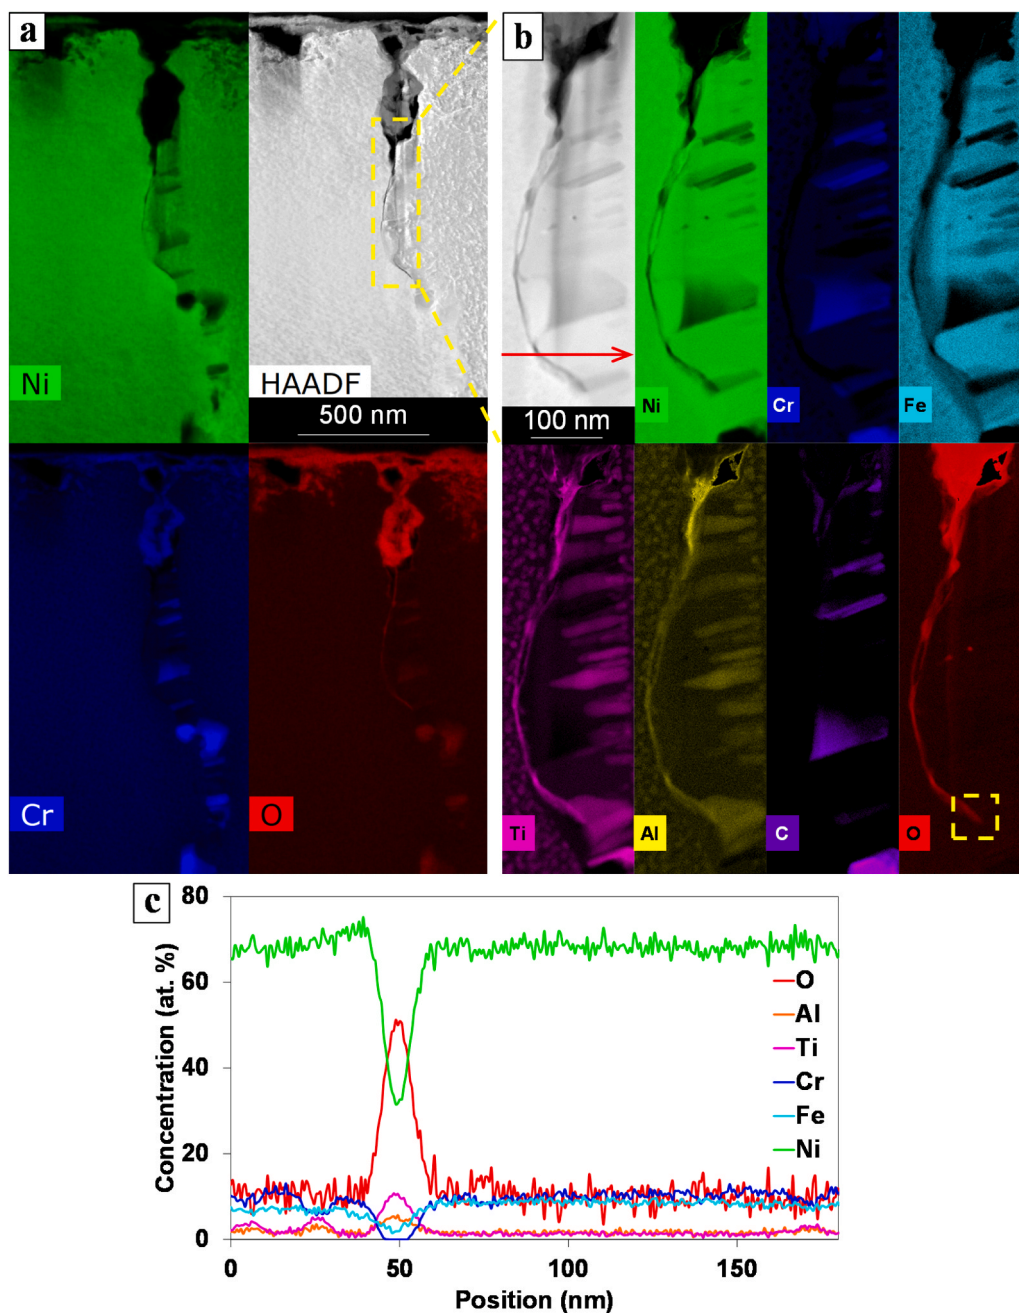 a
Ni
HAADF
500 nm
Cr
O
b
100 nm
Ni
Cr
Fe
Ti
Al
C
O
c
Concentration (at. %)
80
60
40
20
0
O
Al
Ti
Cr
Fe
Ni
0
50
100
150
Position (nm)